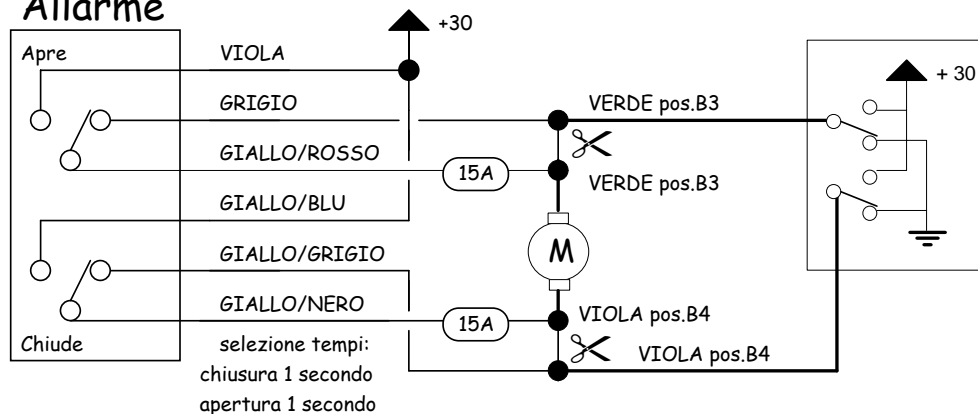 Allarme
+30
Apre
VIOLA
+ 30
GRIGIO
VERDE pos.B3
GIALLO/ROSSO
15A
VERDE pos.B3
GIALLO/BLU
M
GIALLO/GRIGIO
GIALLO/NERO
15A
VIOLA pos.B4
Chiude
selezione tempi:
VIOLA pos.B4
chiusura 1 secondo
apertura 1 secondo